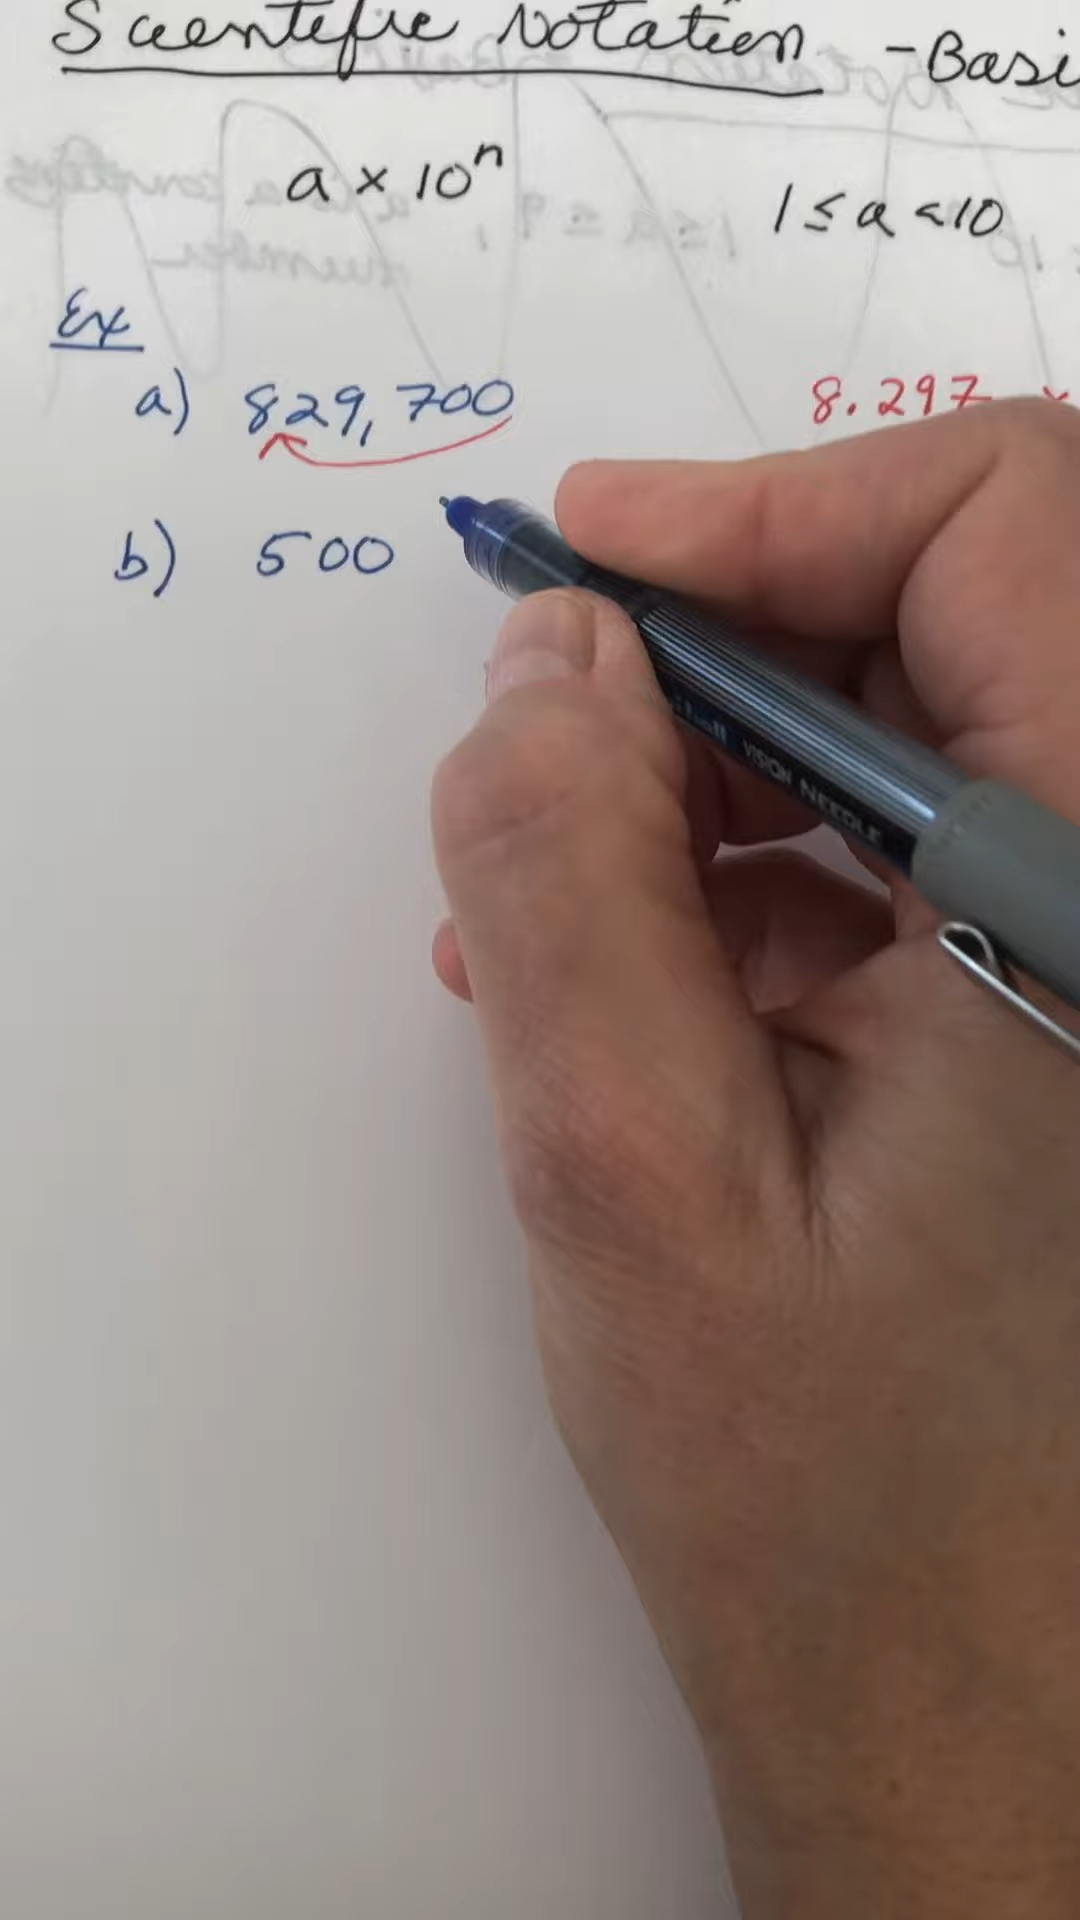 Scientific Notation - Basi
a × 10ⁿ 1 ≤ a < 10
Ex
a) 829,700 8.297 ×
b) 500
VISION NEEDLE